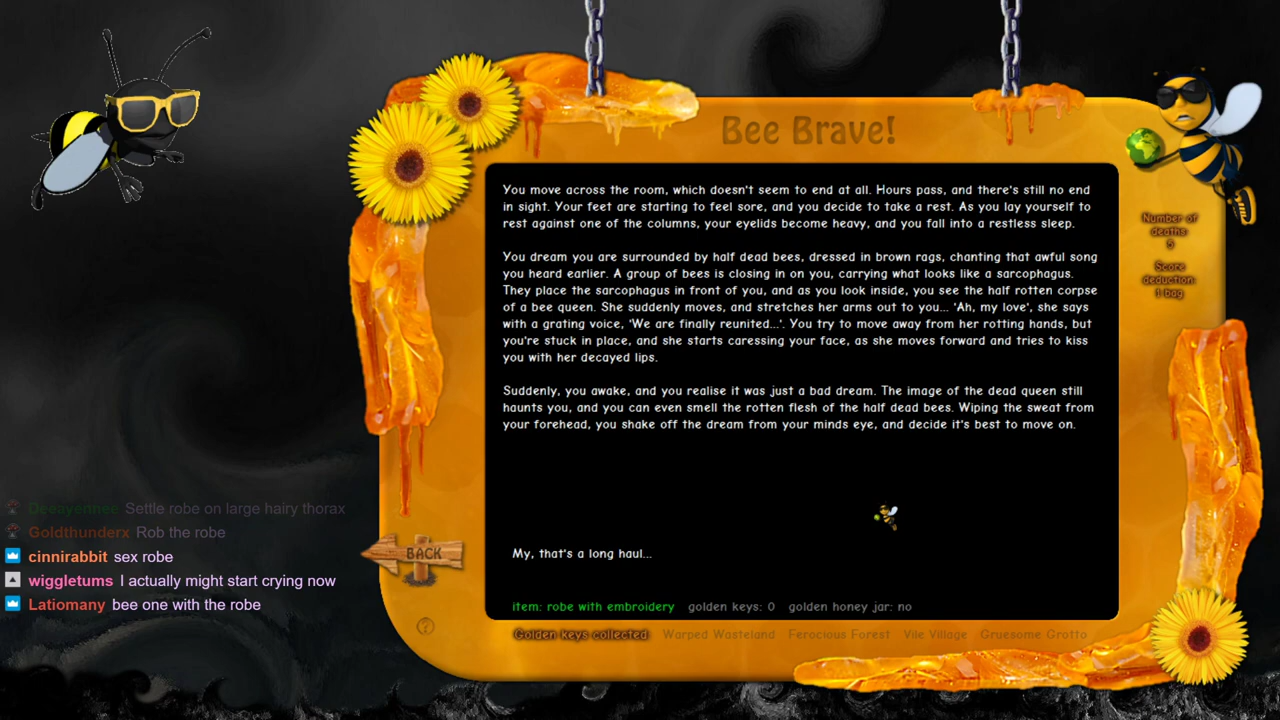 Bee Brave!
You move across the room, which doesn't seem to end at all. Hours pass, and there's still no end
in sight. Your feet are starting to feel sore, and you decide to take a rest. As you lay yourself to
rest against one of the columns, your eyelids become heavy, and you fall into a restless sleep.
You dream you are surrounded by half dead bees, dressed in brown rags, chanting that awful song
you heard earlier. A group of bees is closing in on you, carrying what looks like a sarcophagus.
They place the sarcophagus in front of you, and as you look inside, you see the half rotten corpse
of a bee queen. She suddenly moves, and stretches her arms out to you... 'Ah, my love', she says
with a grating voice, 'We are finally reunited...'. You try to move away from her rotting hands, but
you're stuck in place, and she starts caressing your face, as she moves forward and tries to kiss
you with her decayed lips.
Suddenly, you awake, and you realise it was just a bad dream. The image of the dead queen still
haunts you, and you can even smell the rotten flesh of the half dead bees. Wiping the sweat from
your forehead, you shake off the dream from your minds eye, and decide it's best to move on.
My, that's a long haul...
item: robe with embroidery golden keys: 0 golden honey jar: no
Golden keys collected Warped Wasteland Ferocious Forest Vile Village Gruesome Grotto
Number of
deaths:
5
Score
deduction:
1 bag
BACK
?
Settle robe on large hairy thorax
Goldthunderx Rob the robe
cinnirabbit sex robe
wiggletums I actually might start crying now
Latiomany bee one with the robe